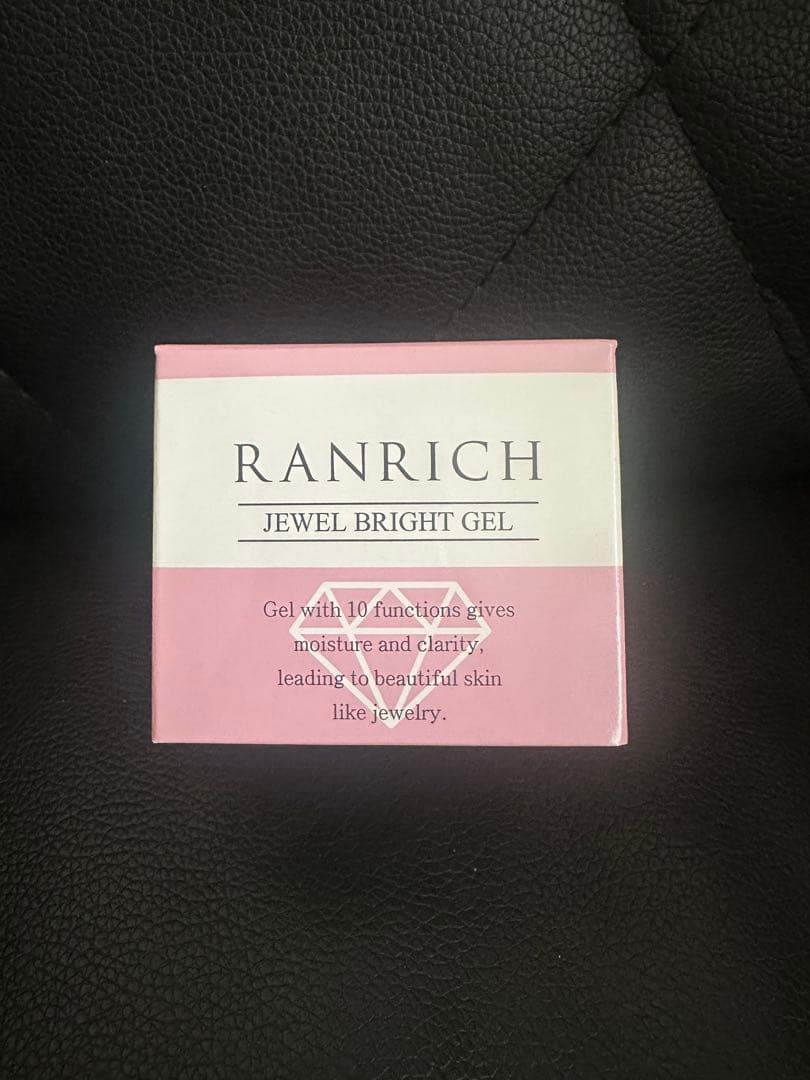 RANRICH
JEWEL BRIGHT GEL
Gel with 10 functions gives
moisture and clarity,
leading to beautiful skin
like jewelry.